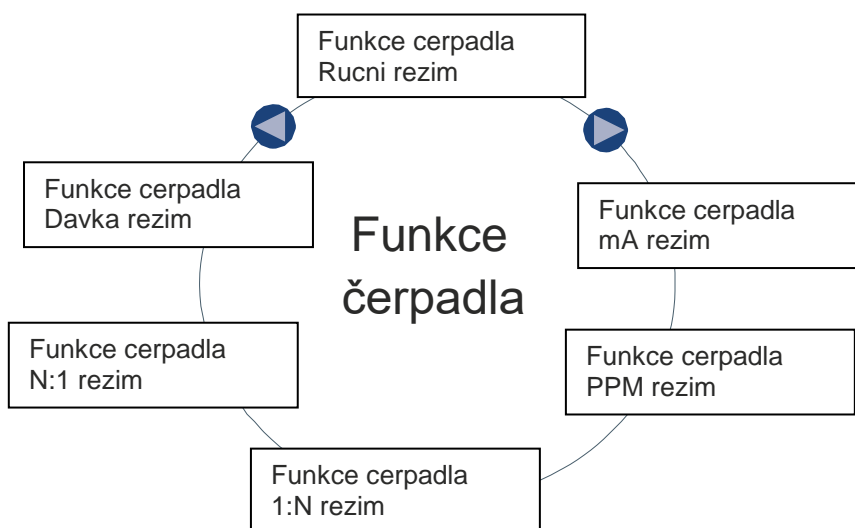 Funkce cerpadla
Rucni rezim
Funkce cerpadla
Davka rezim
Funkce cerpadla
mA rezim
Funkce
čerpadla
Funkce cerpadla
N:1 rezim
Funkce cerpadla
PPM rezim
Funkce cerpadla
1:N rezim